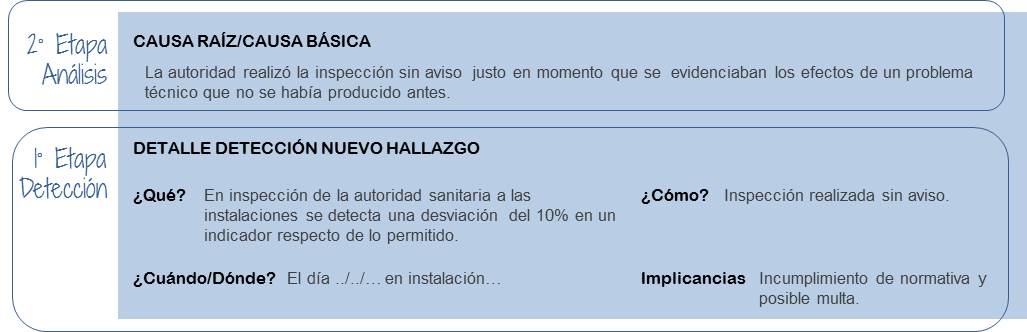 2° Etapa
Análisis
CAUSA RAÍZ/CAUSA BÁSICA
La autoridad realizó la inspección sin aviso justo en momento que se evidenciaban los efectos de un problema
técnico que no se había producido antes.
1° Etapa
Detección
DETALLE DETECCIÓN NUEVO HALLAZGO
¿Qué? En inspección de la autoridad sanitaria a las
instalaciones se detecta una desviación del 10% en un
indicador respecto de lo permitido.
¿Cómo? Inspección realizada sin aviso.
¿Cuándo/Dónde? El día ../../… en instalación…
Implicancias Incumplimiento de normativa y
posible multa.